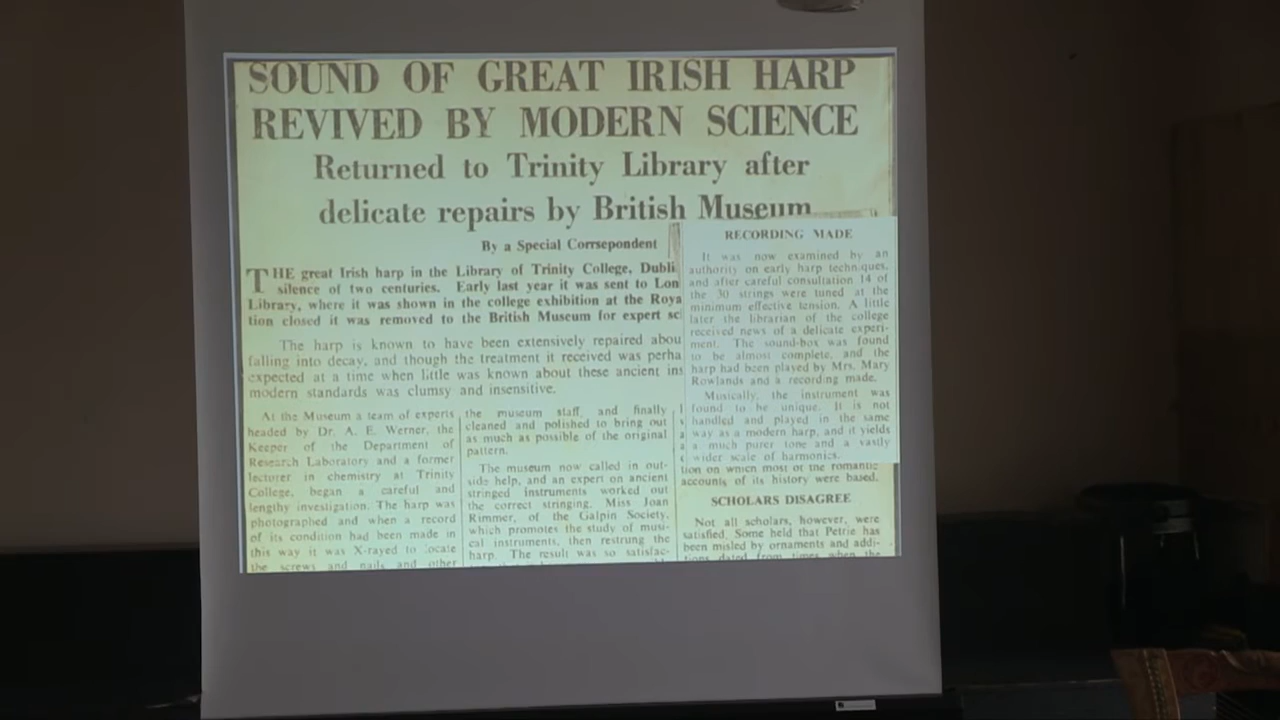 SOUND OF GREAT IRISH HARP
REVIVED BY MODERN SCIENCE
Returned to Trinity Library after
delicate repairs by British Museum
By a Special Corrsepondent
THE great Irish harp in the Library of Trinity College, Dubli
silence of two centuries. Early last year it was sent to Lon
Library, where it was shown in the college exhibition at the Roya
tion closed it was removed to the British Museum for expert sc
The harp is known to have been extensively repaired abou
falling into decay, and though the treatment it received was perha
expected at a time when little was known about these ancient ins
modern standards was clumsy and insensitive.
At the Museum a team of experts
headed by Dr. A. E. Werner, the
Keeper of the Department of
Research Laboratory and a former
lecturer in chemistry at Trinity
College, began a careful and
lengthy investigation. The harp was
photographed and when a record
of its condition had been made in
this way it was X-rayed to locate
the screws and nails and other
the museum staff, and finally
cleaned and polished to bring out
as much as possible of the original
pattern.
The museum now called in out-
side help, and an expert on ancient
stringed instruments worked out
the correct stringing. Miss Joan
Rimmer, of the Galpin Society,
which promotes the study of musi-
cal instruments, then restrung the
harp. The result was so satisfac-
RECORDING MADE
It was now examined by an
authority on early harp techniques,
and after careful consultation 14 of
the 30 strings were tuned at the
minimum effective tension. A little
later the librarian of the college
received news of a delicate experi-
ment. The sound-box was found
to be almost complete, and the
harp had been played by Mrs. Mary
Rowlands and a recording made.
Musically, the instrument was
found to be unique. It is not
handled and played in the same
way as a modern harp, and it yields
a much purer tone and a vastly
wider scale of harmonics.
tion on which most of the romantic
accounts of its history were based.
SCHOLARS DISAGREE
Not all scholars, however, were
satisfied. Some held that Petrie has
been misled by ornaments and addi-
tions dated from times when the